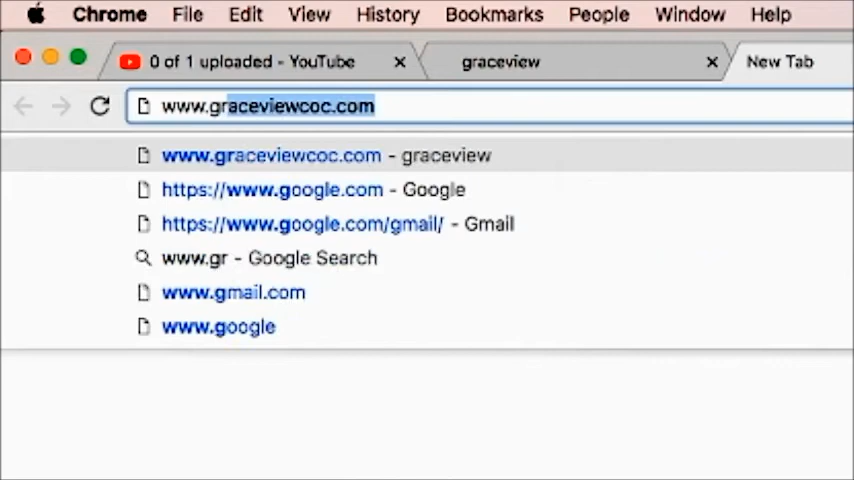 Chrome File Edit View History Bookmarks People Window Help
0 of 1 uploaded - YouTube graceview New Tab
www.graceviewcoc.com
www.graceviewcoc.com - graceview
https://www.google.com - Google
https://www.google.com/gmail/ - Gmail
www.gr - Google Search
www.gmail.com
www.google